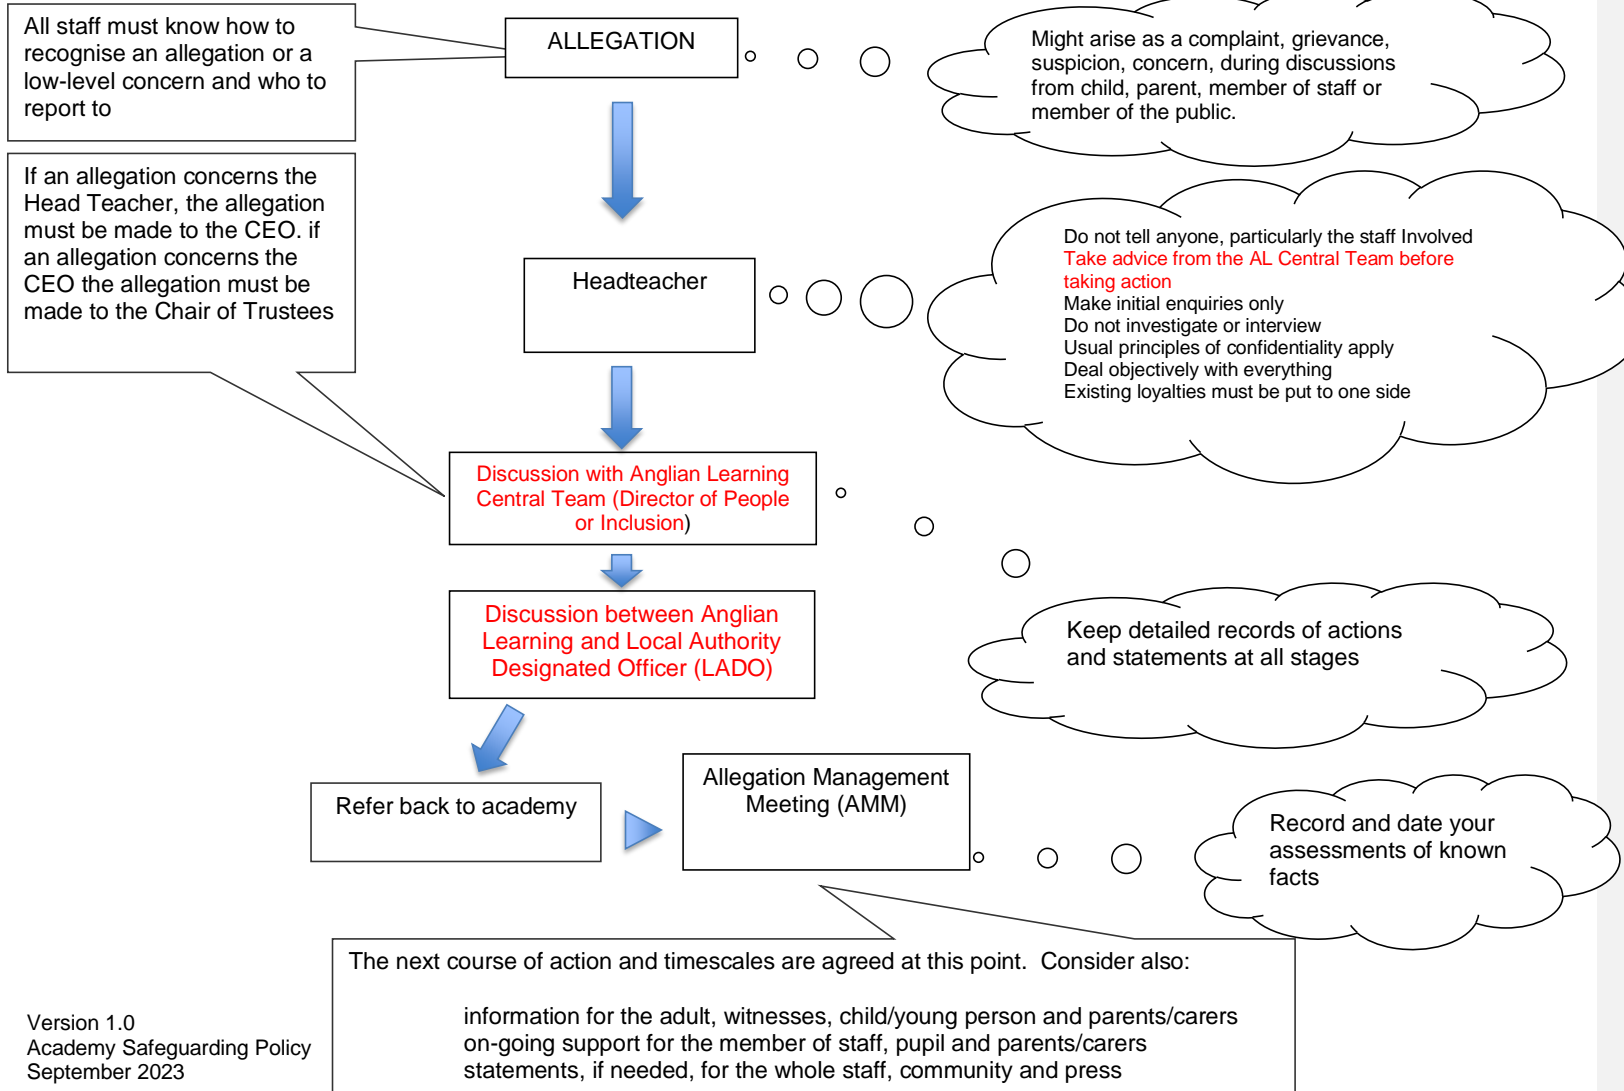 All staff must know how to
recognise an allegation or a
low-level concern and who to
report to
ALLEGATION
Might arise as a complaint, grievance,
suspicion, concern, during discussions
from child, parent, member of staff or
member of the public.
If an allegation concerns the
Head Teacher, the allegation
must be made to the CEO. if
an allegation concerns the
CEO the allegation must be
made to the Chair of Trustees
Headteacher
Do not tell anyone, particularly the staff Involved
Take advice from the AL Central Team before
taking action
Make initial enquiries only
Do not investigate or interview
Usual principles of confidentiality apply
Deal objectively with everything
Existing loyalties must be put to one side
Discussion with Anglian Learning
Central Team (Director of People
or Inclusion)
Discussion between Anglian
Learning and Local Authority
Designated Officer (LADO)
Keep detailed records of actions
and statements at all stages
Refer back to academy
Allegation Management
Meeting (AMM)
Record and date your
assessments of known
facts
The next course of action and timescales are agreed at this point.  Consider also:
information for the adult, witnesses, child/young person and parents/carers
on-going support for the member of staff, pupil and parents/carers
statements, if needed, for the whole staff, community and press
Version 1.0
Academy Safeguarding Policy
September 2023